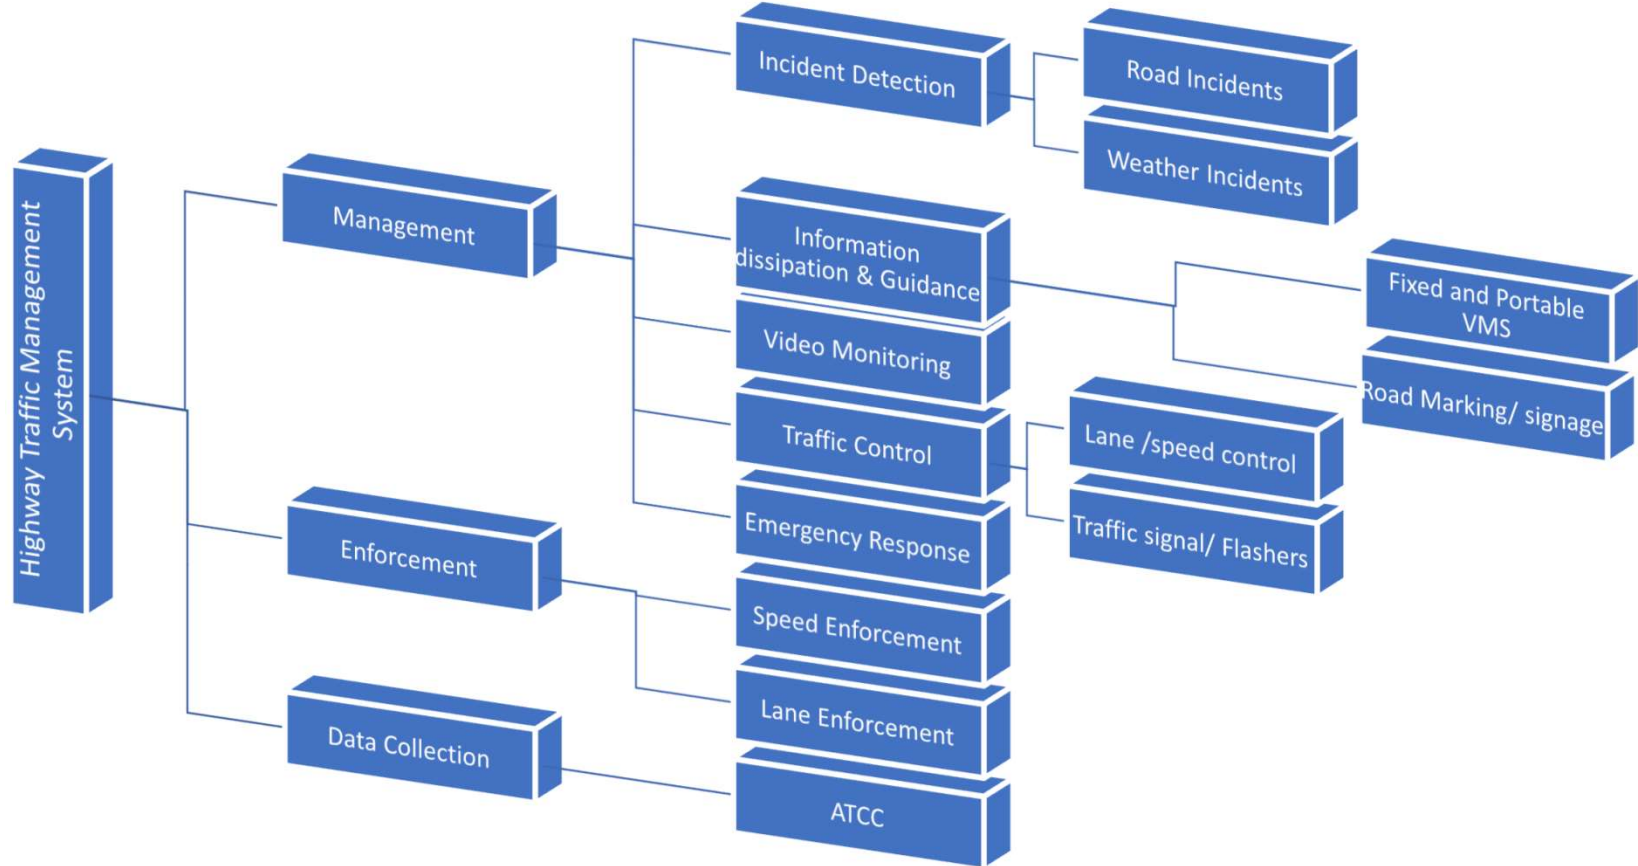 Highway Traffic Management
System
Management
Enforcement
Data Collection
Incident Detection
Information
dissipation & Guidance
Video Monitoring
Traffic Control
Emergency Response
Speed Enforcement
Lane Enforcement
ATCC
Road Incidents
Weather Incidents
Fixed and Portable
VMS
Road Marking/ signage
Lane /speed control
Traffic signal/ Flashers